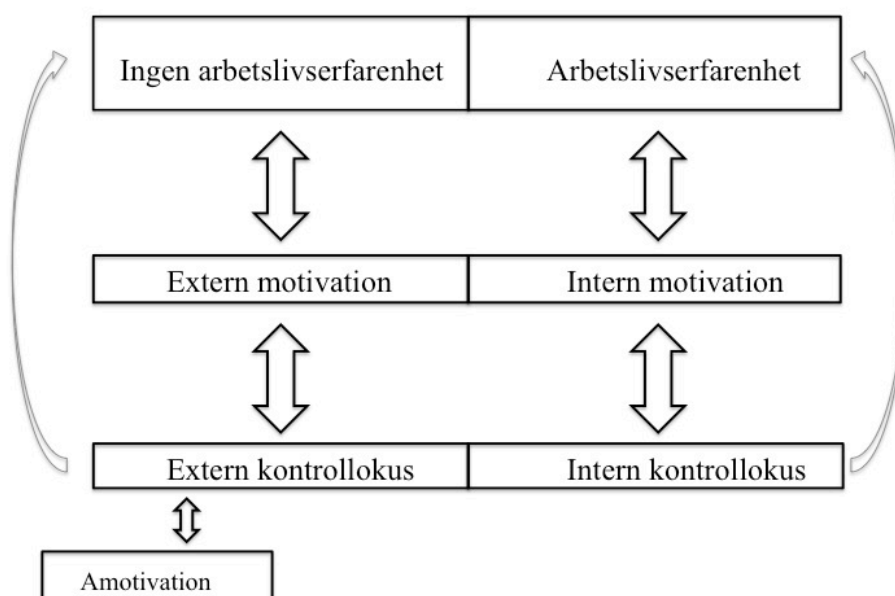 Ingen arbetslivserfarenhet
Arbetslivserfarenhet
Extern motivation
Intern motivation
Extern kontrollokus
Intern kontrollokus
Amotivation